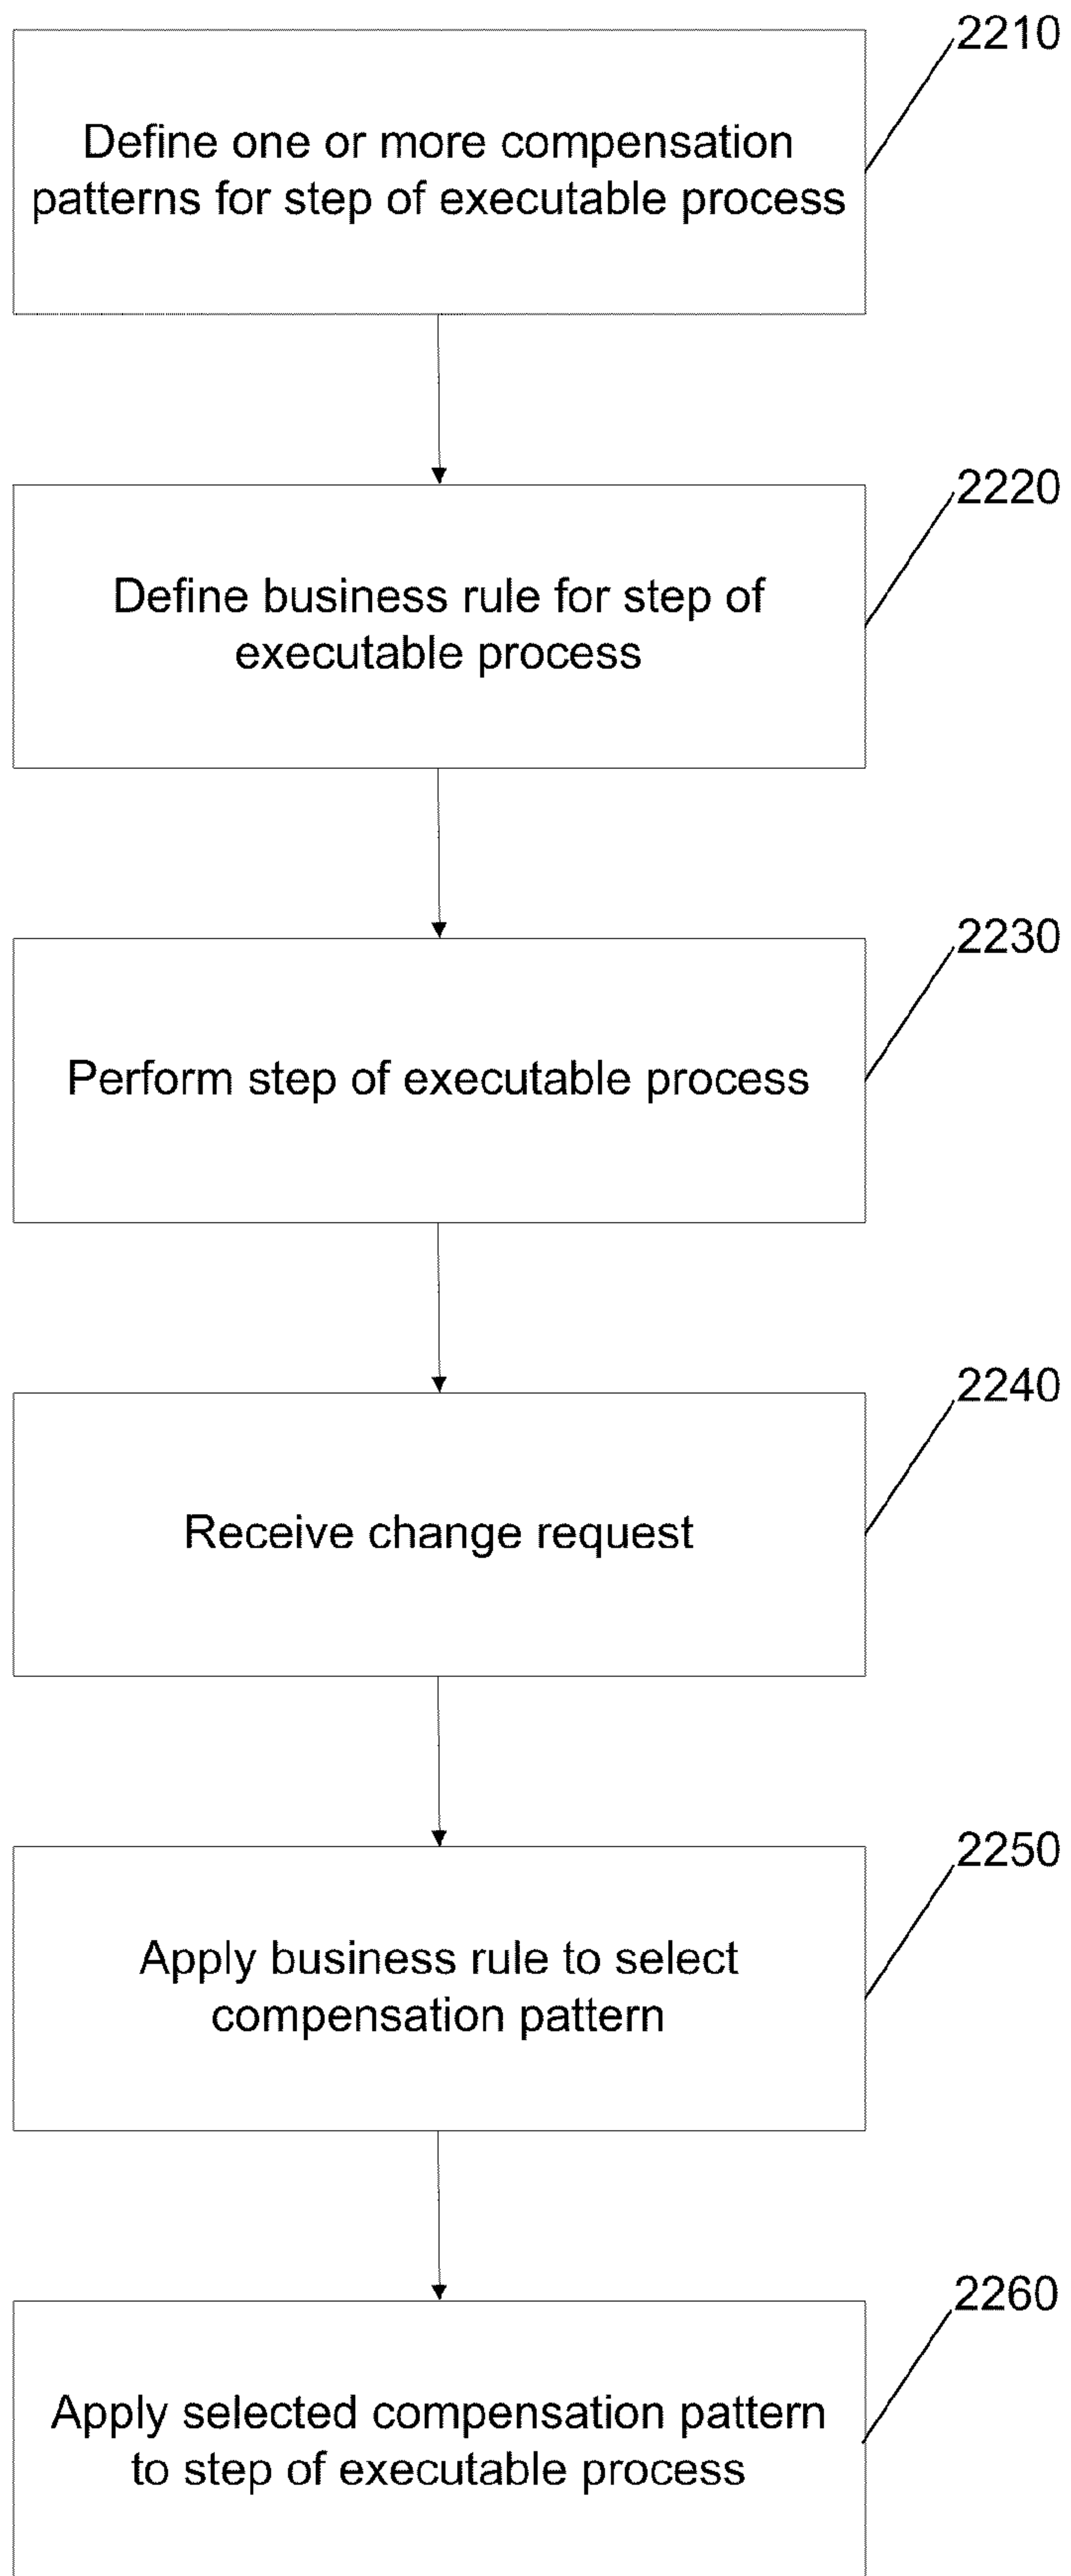 2210
Define one or more compensation
patterns for step of executable process
2220
Define business rule for step of
executable process
2230
Perform step of executable process
2240
Receive change request
2250
Apply business rule to select
compensation pattern
2260
Apply selected compensation pattern
to step of executable process